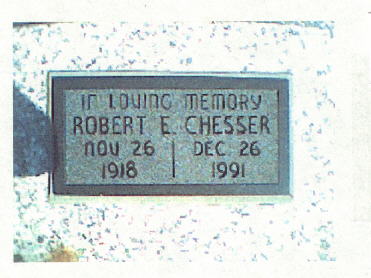 IN LOVING MEMORY
ROBERT E. CHESSER
NOV 26 | DEC 26
1918 | 1991